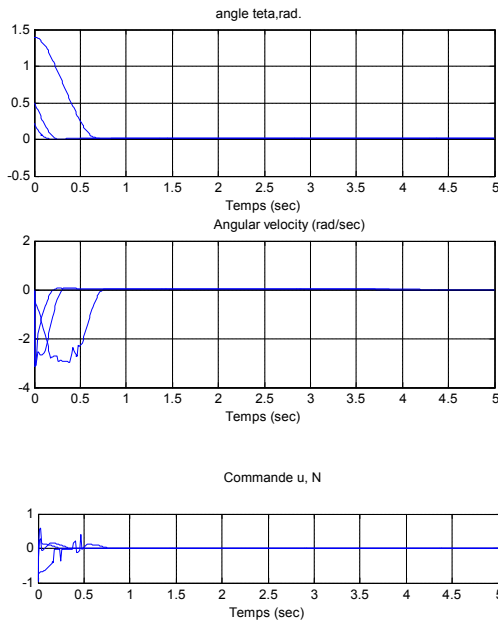 angle teta,rad.
1.5
1
0.5
0
-0.5
0 0.5 1 1.5 2 2.5 3 3.5 4 4.5 5
Temps (sec)
Angular velocity (rad/sec)
2
0
-2
-4
0 0.5 1 1.5 2 2.5 3 3.5 4 4.5 5
Temps (sec)
Commande u, N
1
0
-1
0 0.5 1 1.5 2 2.5 3 3.5 4 4.5 5
Temps (sec)